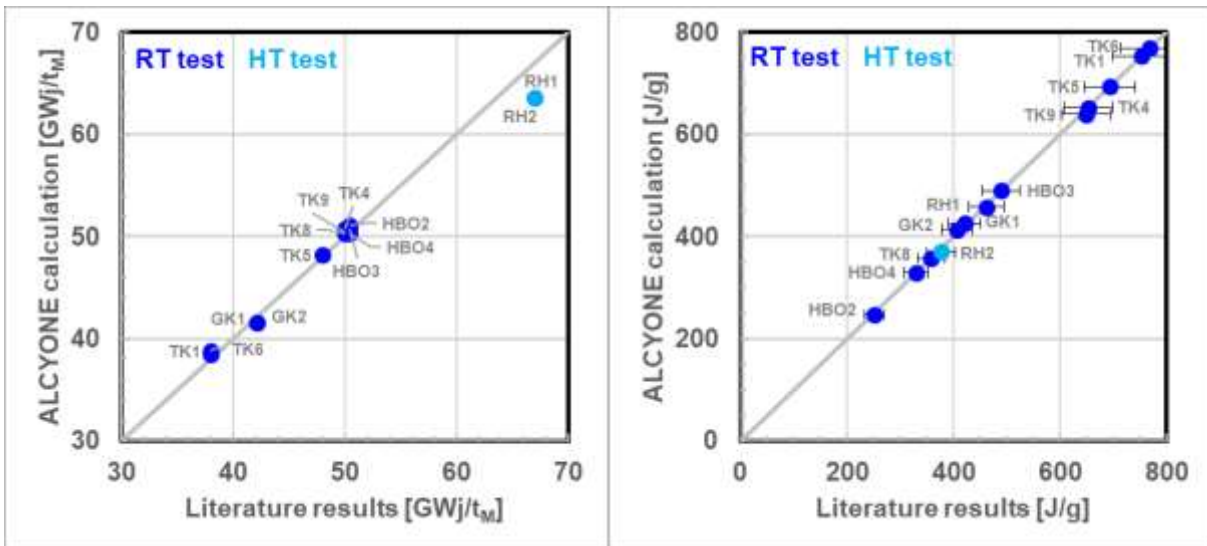 70
RT test HT test
RH1
RH2
60
TK4
TK9
HBO2
50
TK8
HBO4
TK5
HBO3
GK1 GK2
40
TK1 TK6
30
30 40 50 60 70
ALCYONE calculation [GWj/tM]
Literature results [GWj/tM]
800
RT test HT test
TK6
TK1
TK5
TK4
TK9
600
HBO3
RH1
GK1
GK2
400
TK8
RH2
HBO4
HBO2
200
0
0 200 400 600 800
ALCYONE calculation [J/g]
Literature results [J/g]